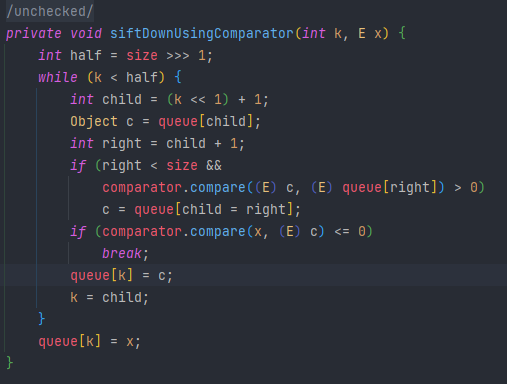 /unchecked/
private void siftDownUsingComparator(int k, E x) {
    int half = size >>> 1;
    while (k < half) {
        int child = (k << 1) + 1;
        Object c = queue[child];
        int right = child + 1;
        if (right < size &&
            comparator.compare((E) c, (E) queue[right]) > 0)
            c = queue[child = right];
        if (comparator.compare(x, (E) c) <= 0)
            break;
        queue[k] = c;
        k = child;
    }
    queue[k] = x;
}